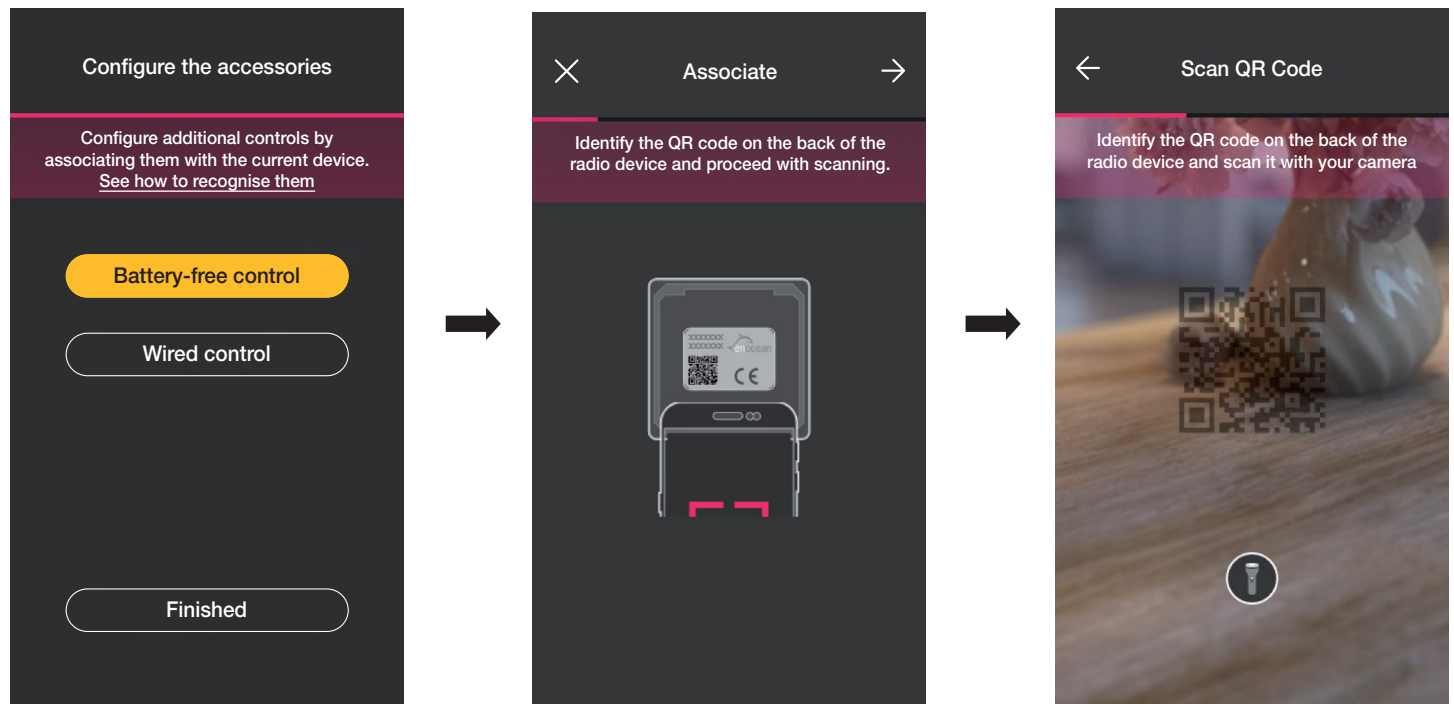 Configure the accessories
Configure additional controls by
associating them with the current device.
See how to recognise them
Battery-free control
Wired control
Finished
Associate
Identify the QR code on the back of the
radio device and proceed with scanning.
XXXXXXX
XXXXXXX
enocean
CE
Scan QR Code
Identify the QR code on the back of the
radio device and scan it with your camera